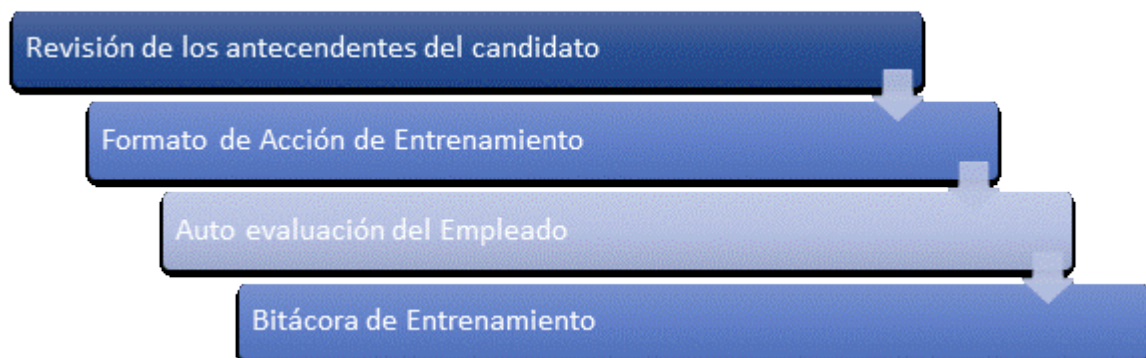 Revisión de los antecendentes del candidato
Formato de Acción de Entrenamiento
Auto evaluación del Empleado
Bitácora de Entrenamiento